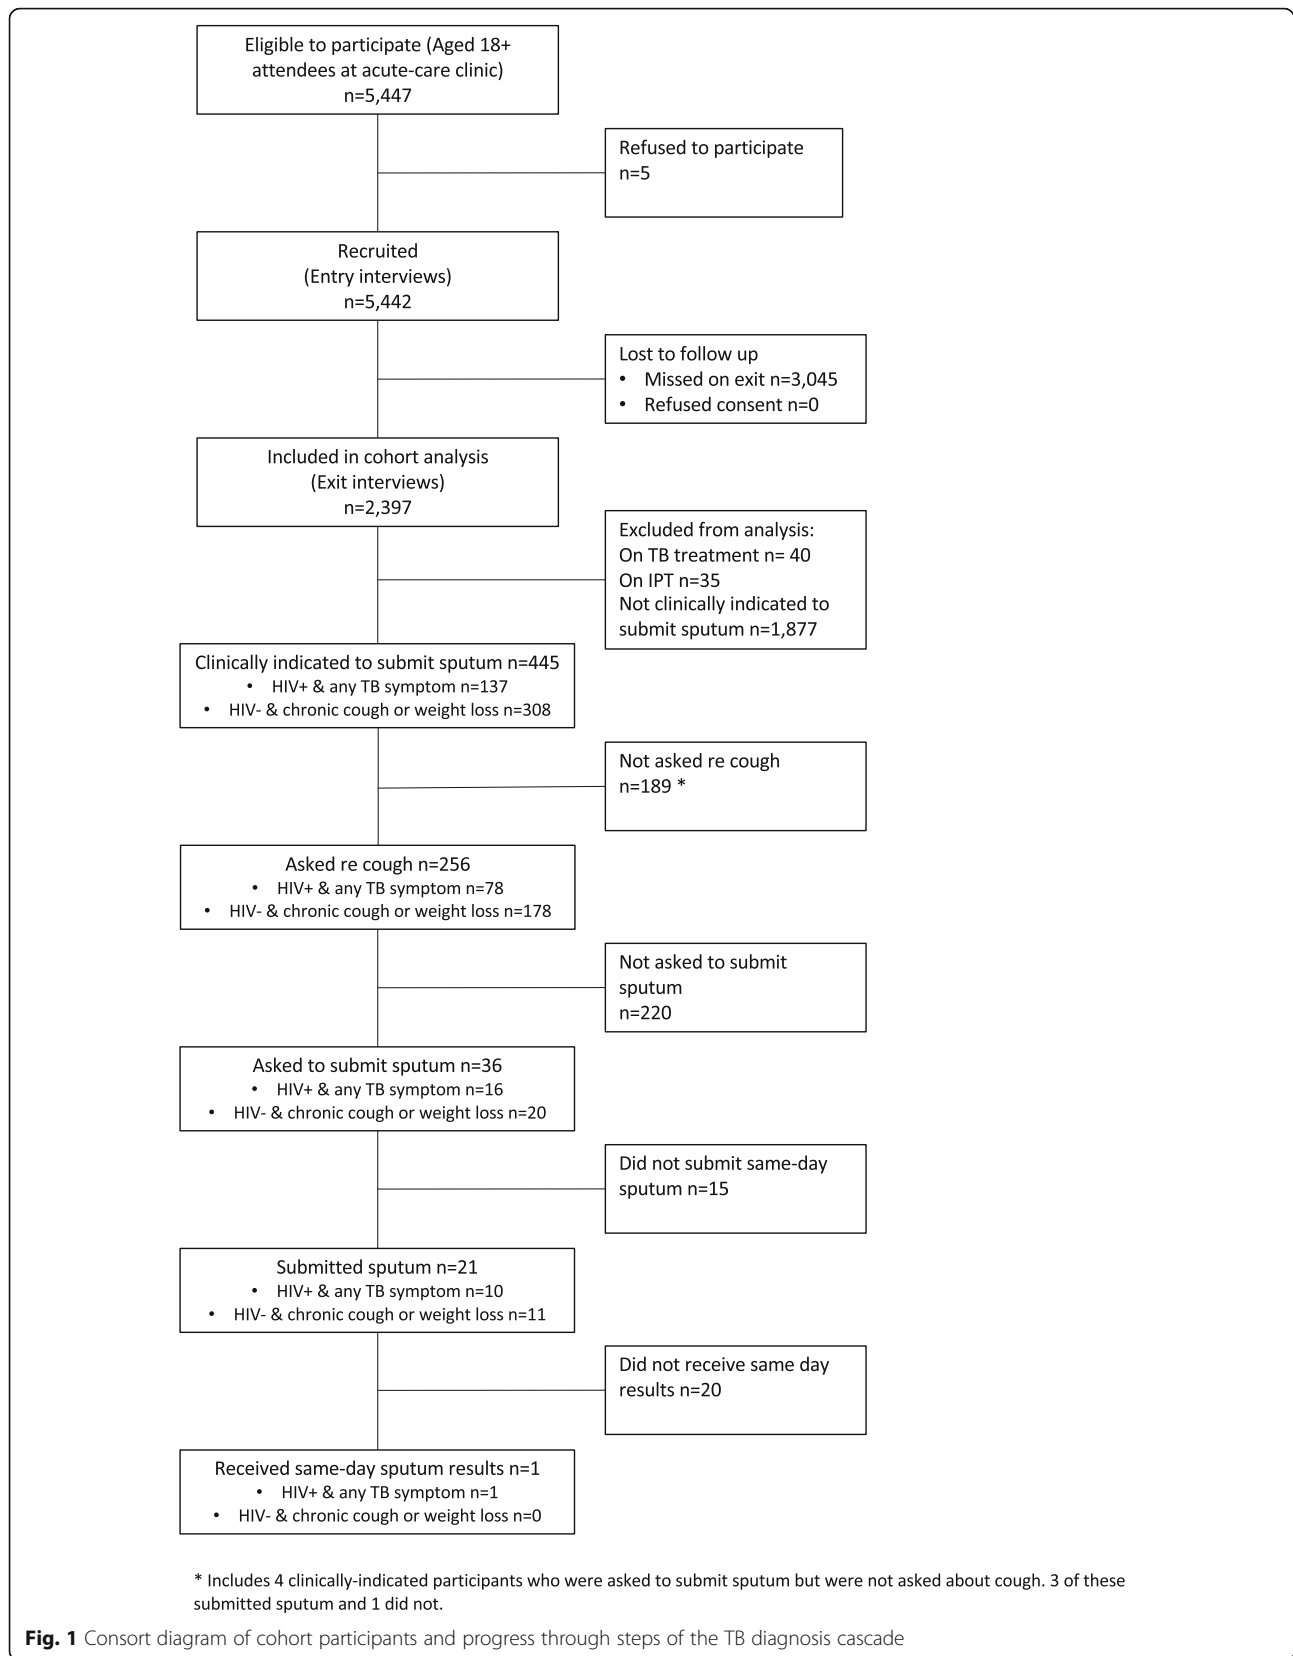 Eligible to participate (Aged 18+
attendees at acute-care clinic)
n=5,447
Refused to participate
n=5
Recruited
(Entry interviews)
n=5,442
Lost to follow up
• Missed on exit n=3,045
• Refused consent n=0
Included in cohort analysis
(Exit interviews)
n=2,397
Excluded from analysis:
On TB treatment n= 40
On IPT n=35
Not clinically indicated to
submit sputum n=1,877
Clinically indicated to submit sputum n=445
• HIV+ & any TB symptom n=137
• HIV- & chronic cough or weight loss n=308
Not asked re cough
n=189 *
Asked re cough n=256
• HIV+ & any TB symptom n=78
• HIV- & chronic cough or weight loss n=178
Not asked to submit
sputum
n=220
Asked to submit sputum n=36
• HIV+ & any TB symptom n=16
• HIV- & chronic cough or weight loss n=20
Did not submit same-day
sputum n=15
Submitted sputum n=21
• HIV+ & any TB symptom n=10
• HIV- & chronic cough or weight loss n=11
Did not receive same day
results n=20
Received same-day sputum results n=1
• HIV+ & any TB symptom n=1
• HIV- & chronic cough or weight loss n=0
* Includes 4 clinically-indicated participants who were asked to submit sputum but were not asked about cough. 3 of these
submitted sputum and 1 did not.
Fig. 1 Consort diagram of cohort participants and progress through steps of the TB diagnosis cascade